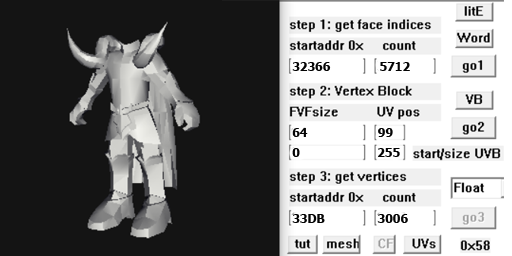 litE
step 1: get face indices
Word
startaddr 0x count
32366 5712 go1
step 2: Vertex Block
VB
FVFsize UV pos
64 99 go2
0 255 start/size UVB
step 3: get vertices
Float
startaddr 0x count
33DB 3006 go3
tut mesh CF UVs 0x58